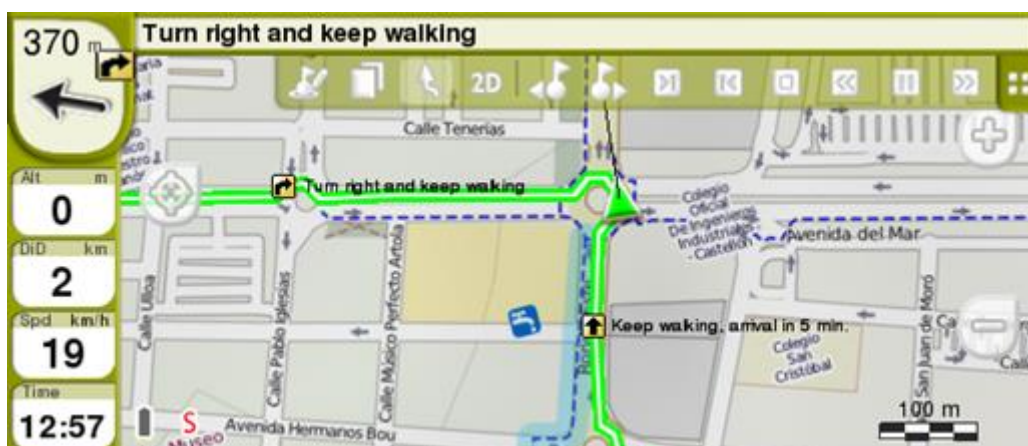 370 m
Turn right and keep walking
2D
Calle Tenerías
Alt m
0
Turn right and keep walking
Colegio
Oficial
De Ingenieros
Industriales
- Castellón
DiD km
2
Avenida del Mar
Calle Ulloa
Calle Pablo Iglesias
Calle Músico Perfecto Artola
Spd km/h
19
Keep walking, arrival in 5 min.
Colegio
San
Cristóbal
San Juan de Moró
Time
12:57
S
Museo
Avenida Hermanos Bou
100 m